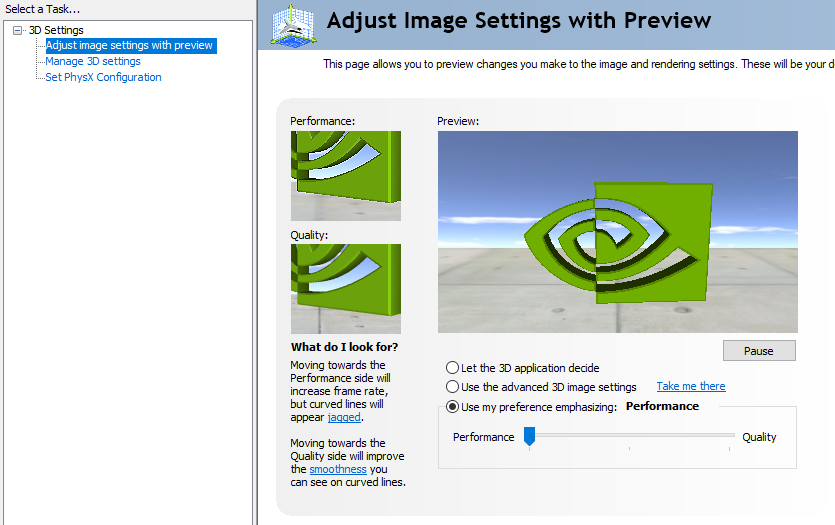 Select a Task...
3D Settings
Adjust image settings with preview
Manage 3D settings
Set PhysX Configuration
Adjust Image Settings with Preview
This page allows you to preview changes you make to the image and rendering settings. These will be your d
Performance:
Quality:
What do I look for?
Moving towards the
Performance side will
increase frame rate,
but curved lines will
appear jagged.
Moving towards the
Quality side will improve
the smoothness you
can see on curved lines.
Preview:
Pause
Let the 3D application decide
Use the advanced 3D image settings Take me there
Use my preference emphasizing: Performance
Performance Quality